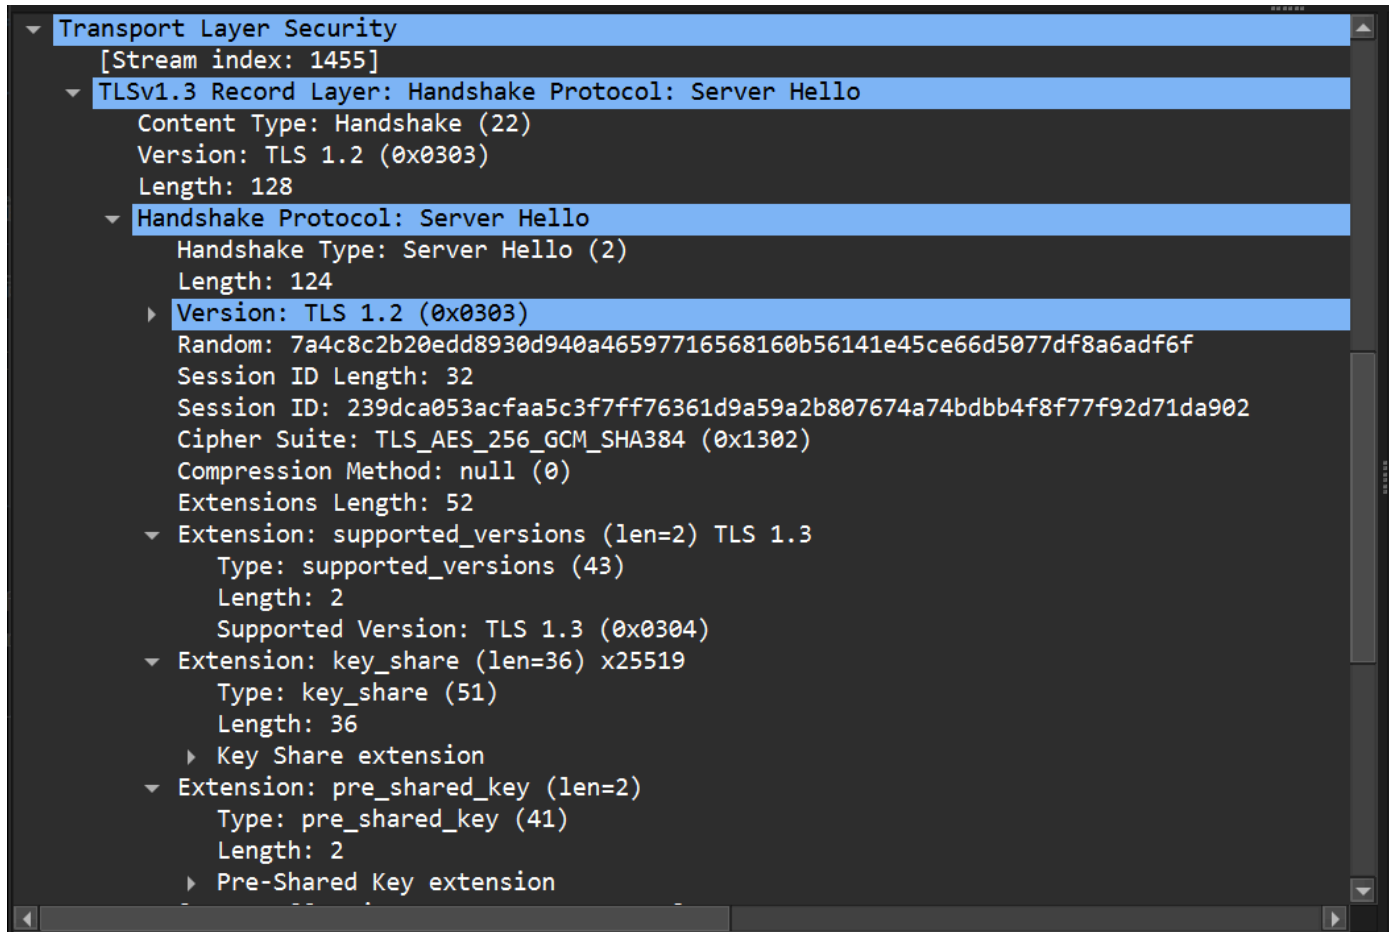 Transport Layer Security
[Stream index: 1455]
TLSv1.3 Record Layer: Handshake Protocol: Server Hello
Content Type: Handshake (22)
Version: TLS 1.2 (0x0303)
Length: 128
Handshake Protocol: Server Hello
Handshake Type: Server Hello (2)
Length: 124
Version: TLS 1.2 (0x0303)
Random: 7a4c8c2b20edd8930d940a46597716568160b56141e45ce66d5077df8a6adf6f
Session ID Length: 32
Session ID: 239dca053acfaa5c3f7ff76361d9a59a2b807674a74bdbb4f8f77f92d71da902
Cipher Suite: TLS_AES_256_GCM_SHA384 (0x1302)
Compression Method: null (0)
Extensions Length: 52
Extension: supported_versions (len=2) TLS 1.3
Type: supported_versions (43)
Length: 2
Supported Version: TLS 1.3 (0x0304)
Extension: key_share (len=36) x25519
Type: key_share (51)
Length: 36
Key Share extension
Extension: pre_shared_key (len=2)
Type: pre_shared_key (41)
Length: 2
Pre-Shared Key extension